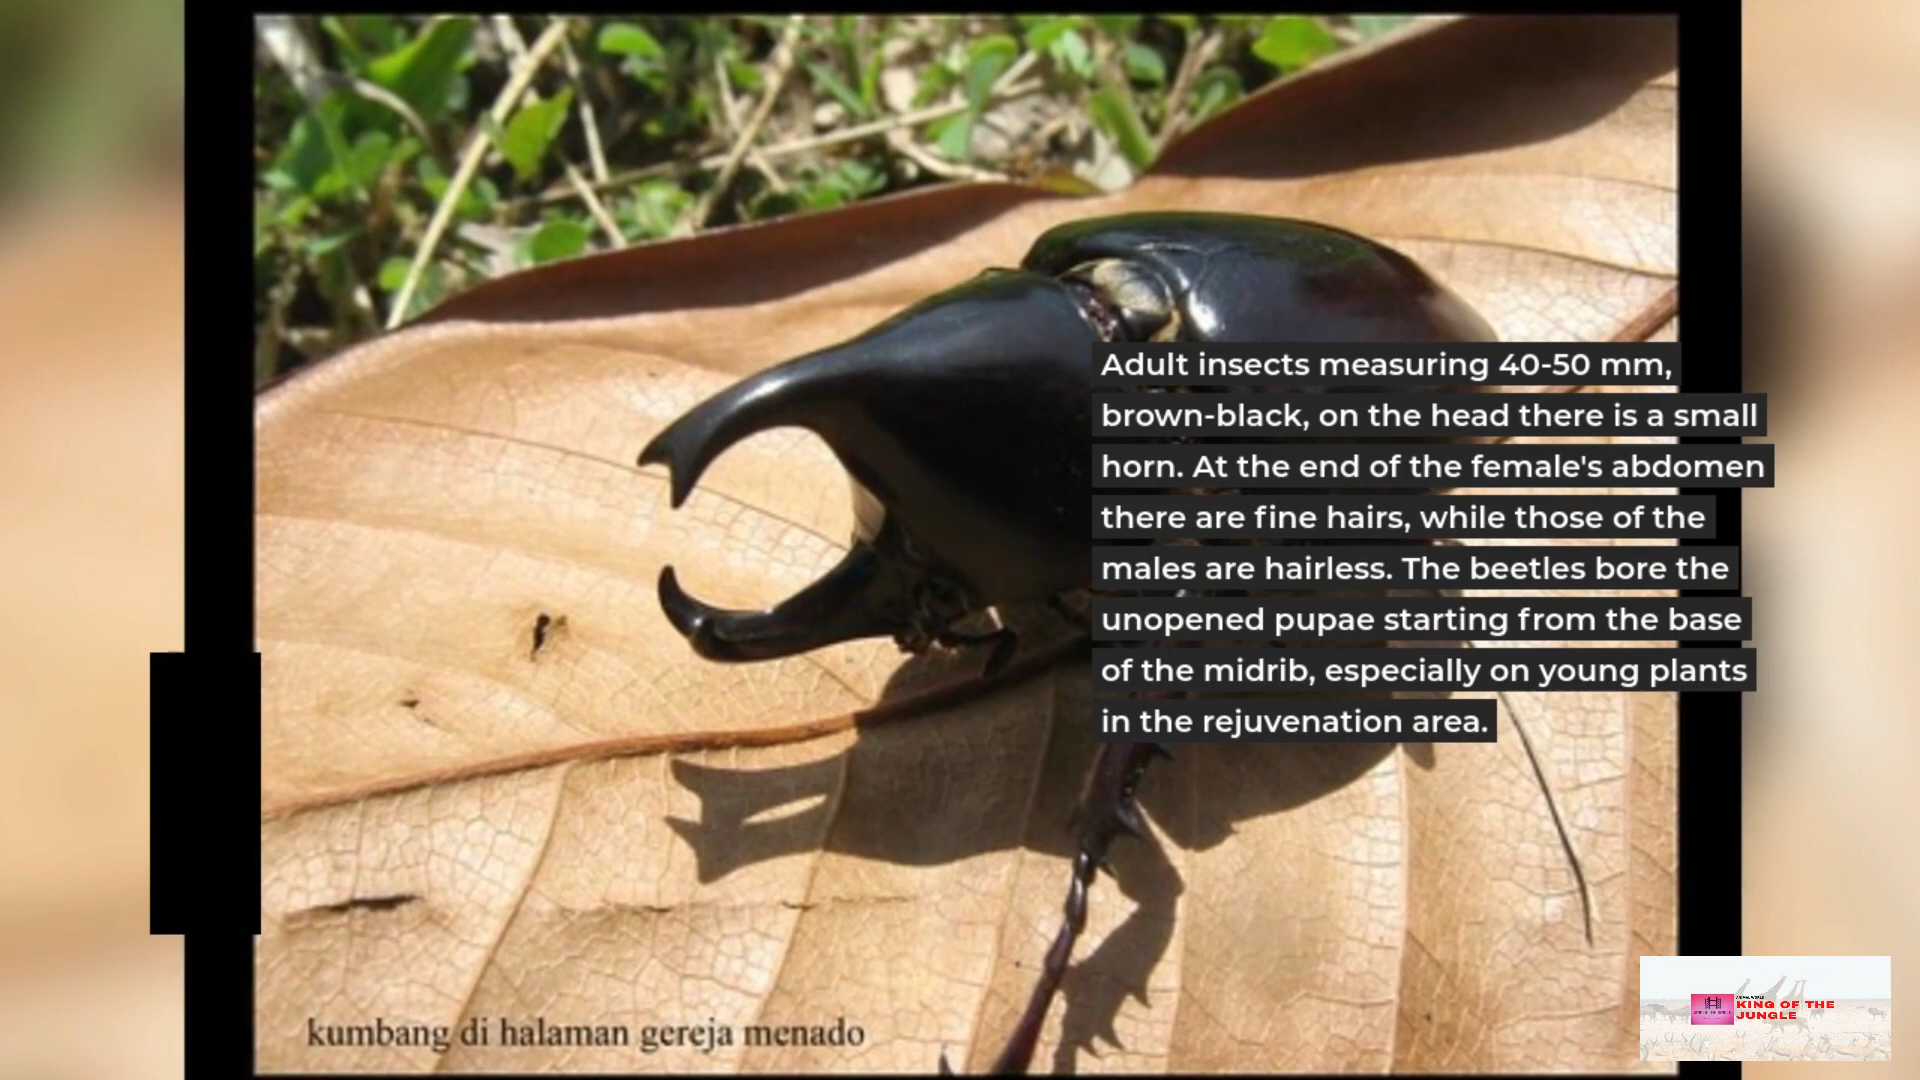 Adult insects measuring 40-50 mm,
brown-black, on the head there is a small
horn. At the end of the female's abdomen
there are fine hairs, while those of the
males are hairless. The beetles bore the
unopened pupae starting from the base
of the midrib, especially on young plants
in the rejuvenation area.
kumbang di halaman gereja menado
ANIMAL WORLD
KING OF THE
JUNGLE